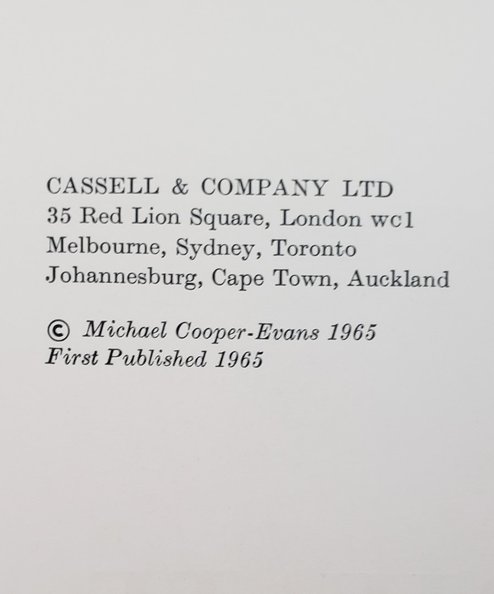 CASSELL & COMPANY LTD
35 Red Lion Square, London wc1
Melbourne, Sydney, Toronto
Johannesburg, Cape Town, Auckland
© Michael Cooper-Evans 1965
First Published 1965